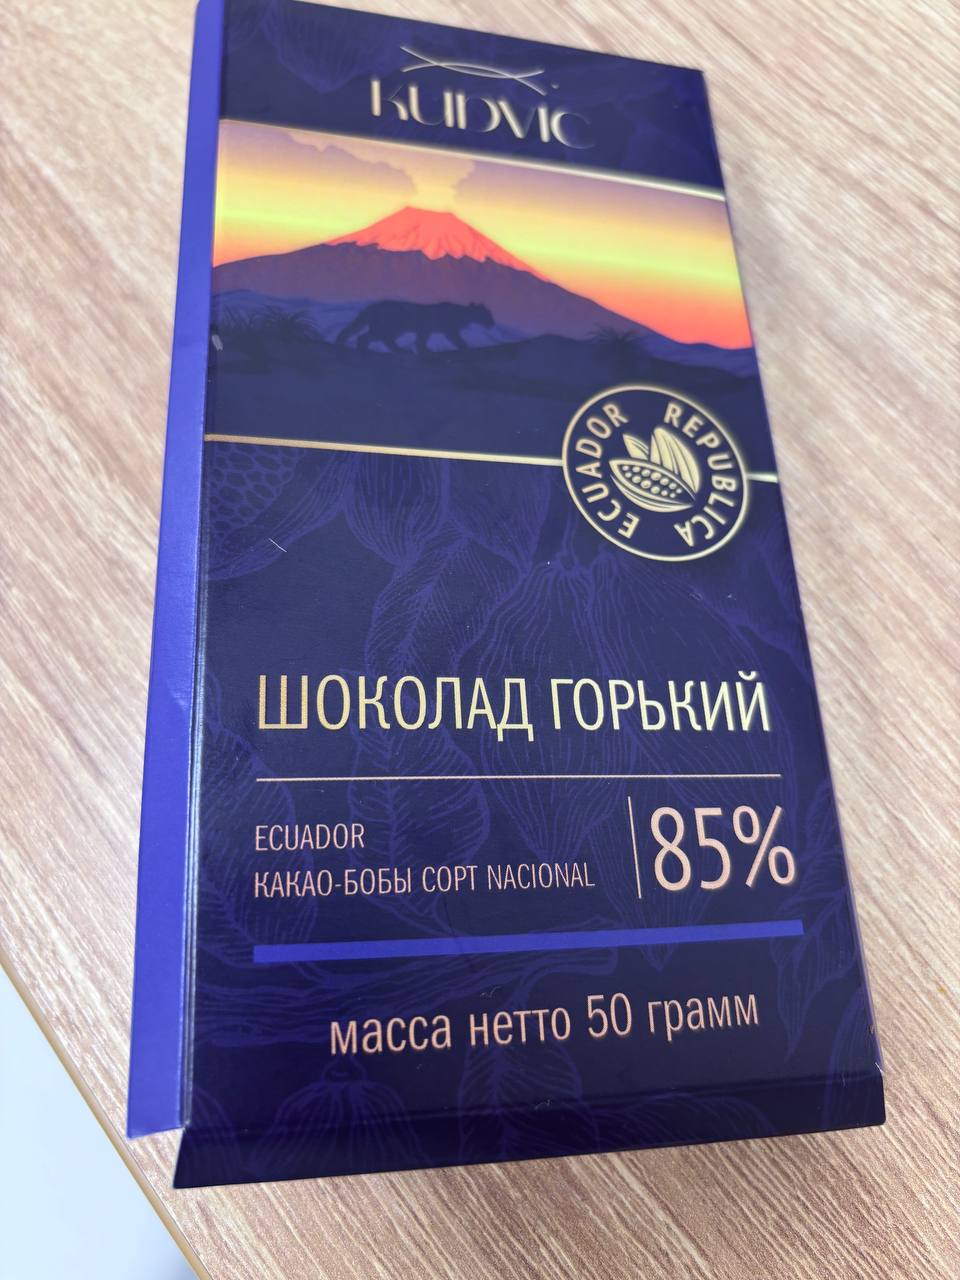 KUDVIC
ECUADOR REPUBLICA
ШОКОЛАД ГОРЬКИЙ
ECUADOR
КАКАО-БОБЫ СОРТ NACIONAL
85%
масса нетто 50 грамм